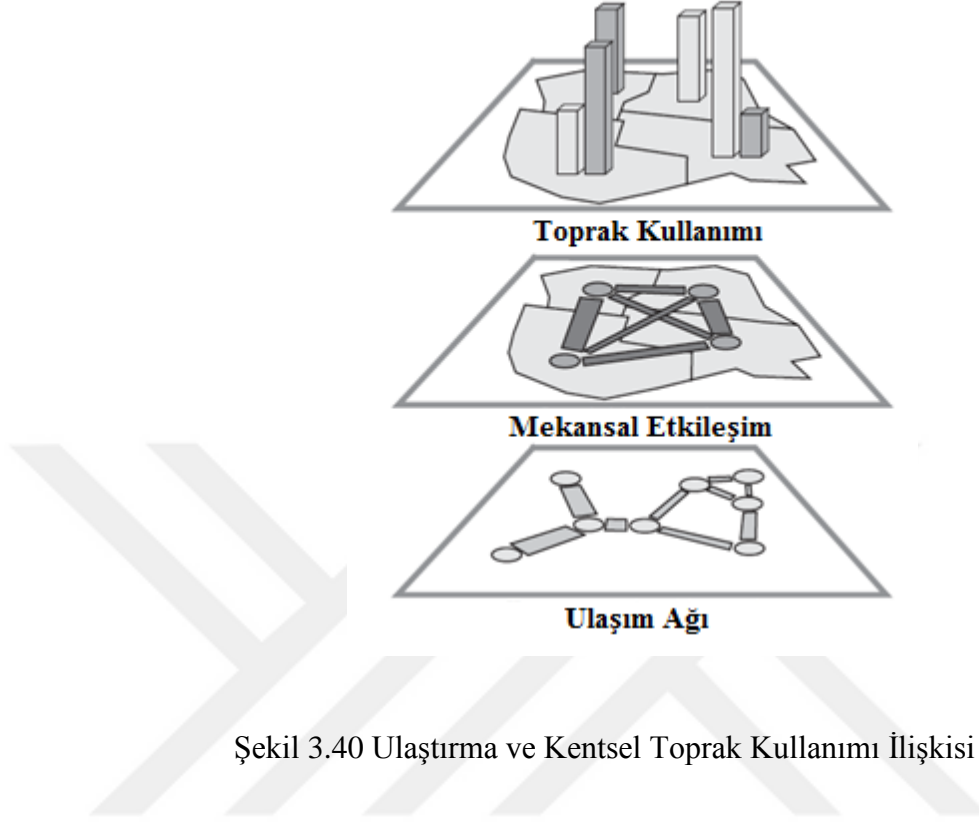 Toprak Kullanımı
Mekansal Etkileşim
Ulaşım Ağı
Şekil 3.40 Ulaştırma ve Kentsel Toprak Kullanımı İlişkisi